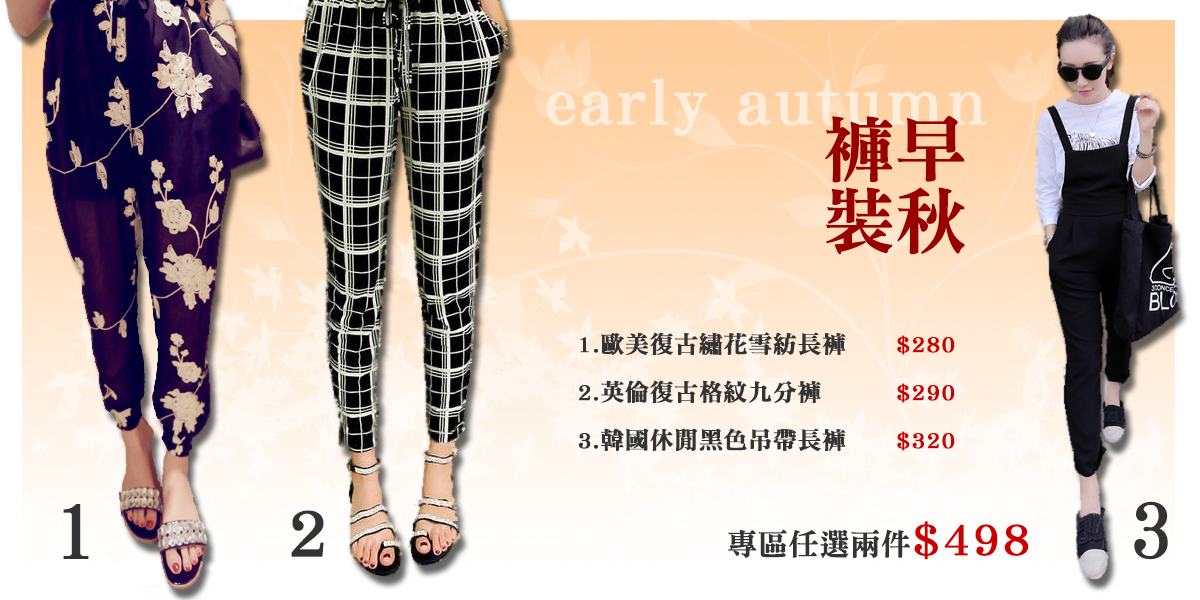 early autumn
早秋
褲裝
1.歐美復古繡花雪紡長褲 $280
2.英倫復古格紋九分褲 $290
3.韓國休閒黑色吊帶長褲 $320
專區任選兩件$498
1
2
3